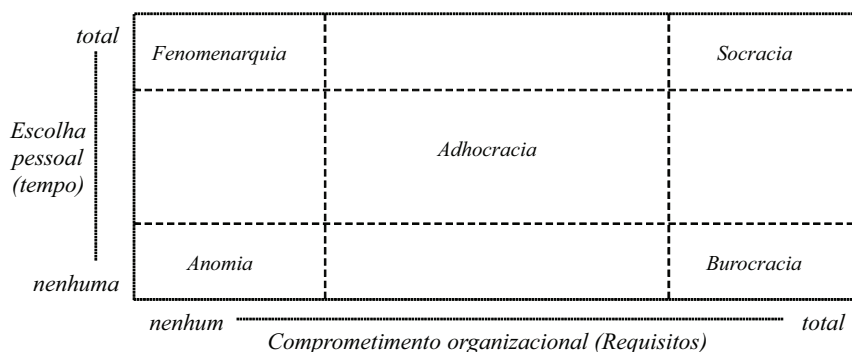 total
Fenomenarquia
Socracia
Escolha
pessoal
(tempo)
Adhocracia
Anomia
Burocracia
nenhuma
nenhum
total
Comprometimento organizacional (Requisitos)